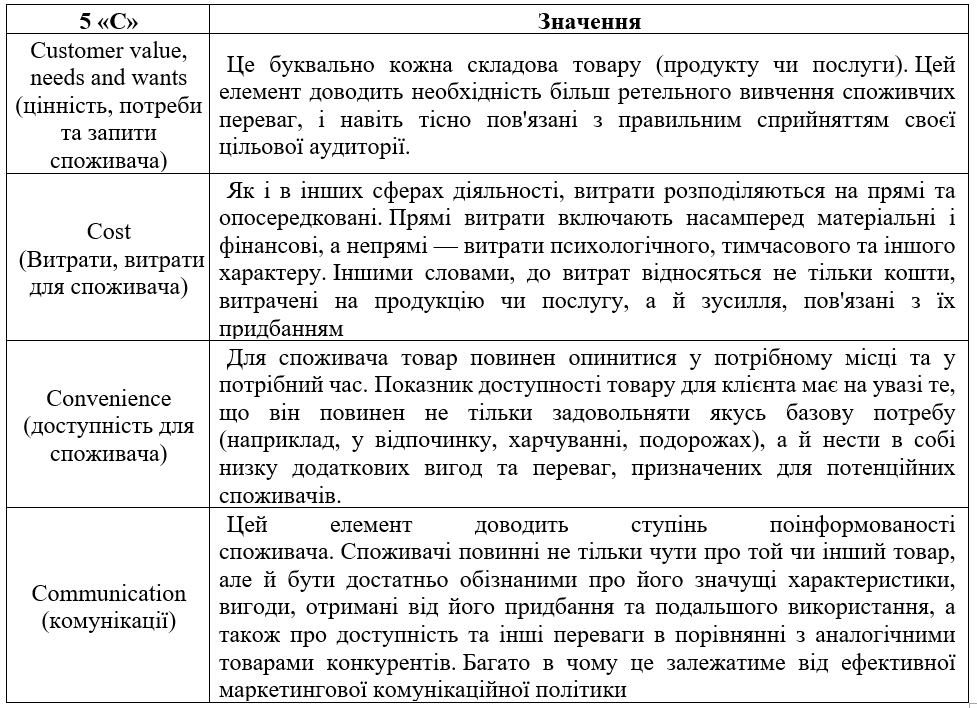 5 «С»
Значення
Customer value,
needs and wants
(цінність, потреби
та запити
споживача)
Це буквально кожна складова товару (продукту чи послуги). Цей
елемент доводить необхідність більш ретельного вивчення споживчих
переваг, і навіть тісно пов'язані з правильним сприйняттям своєї
цільової аудиторії.
Cost
(Витрати, витрати
для споживача)
Як і в інших сферах діяльності, витрати розподіляються на прямі та
опосередковані. Прямі витрати включають насамперед матеріальні і
фінансові, а непрямі — витрати психологічного, тимчасового та іншого
характеру. Іншими словами, до витрат відносяться не тільки кошти,
витрачені на продукцію чи послугу, а й зусилля, пов'язані з їх
придбанням
Convenience
(доступність для
споживача)
Для споживача товар повинен опинитися у потрібному місці та у
потрібний час. Показник доступності товару для клієнта має на увазі те,
що він повинен не тільки задовольняти якусь базову потребу
(наприклад, у відпочинку, харчуванні, подорожах), а й нести в собі
низку додаткових вигод та переваг, призначених для потенційних
споживачів.
Communication
(комунікації)
Цей елемент доводить ступінь поінформованості
споживача. Споживачі повинні не тільки чути про той чи інший товар,
але й бути достатньо обізнаними про його значущі характеристики,
вигоди, отримані від його придбання та подальшого використання, а
також про доступність та інші переваги в порівнянні з аналогічними
товарами конкурентів. Багато в чому це залежатиме від ефективної
маркетингової комунікаційної політики